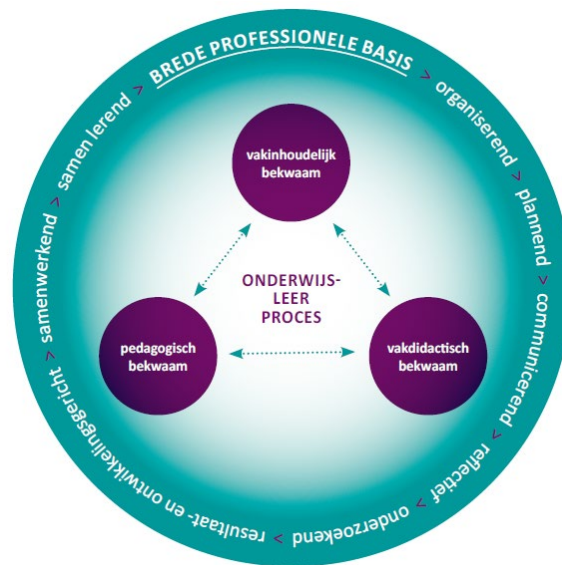 BREDE PROFESSIONELE BASIS > organiserend > plannend > communicerend > reflectief > onderzoekend > resultaat- en ontwikkelingsgericht > samenwerkend > samen lerend >
vakinhoudelijk
bekwaam
ONDERWIJS-
LEER
PROCES
pedagogisch
bekwaam
vakdidactisch
bekwaam